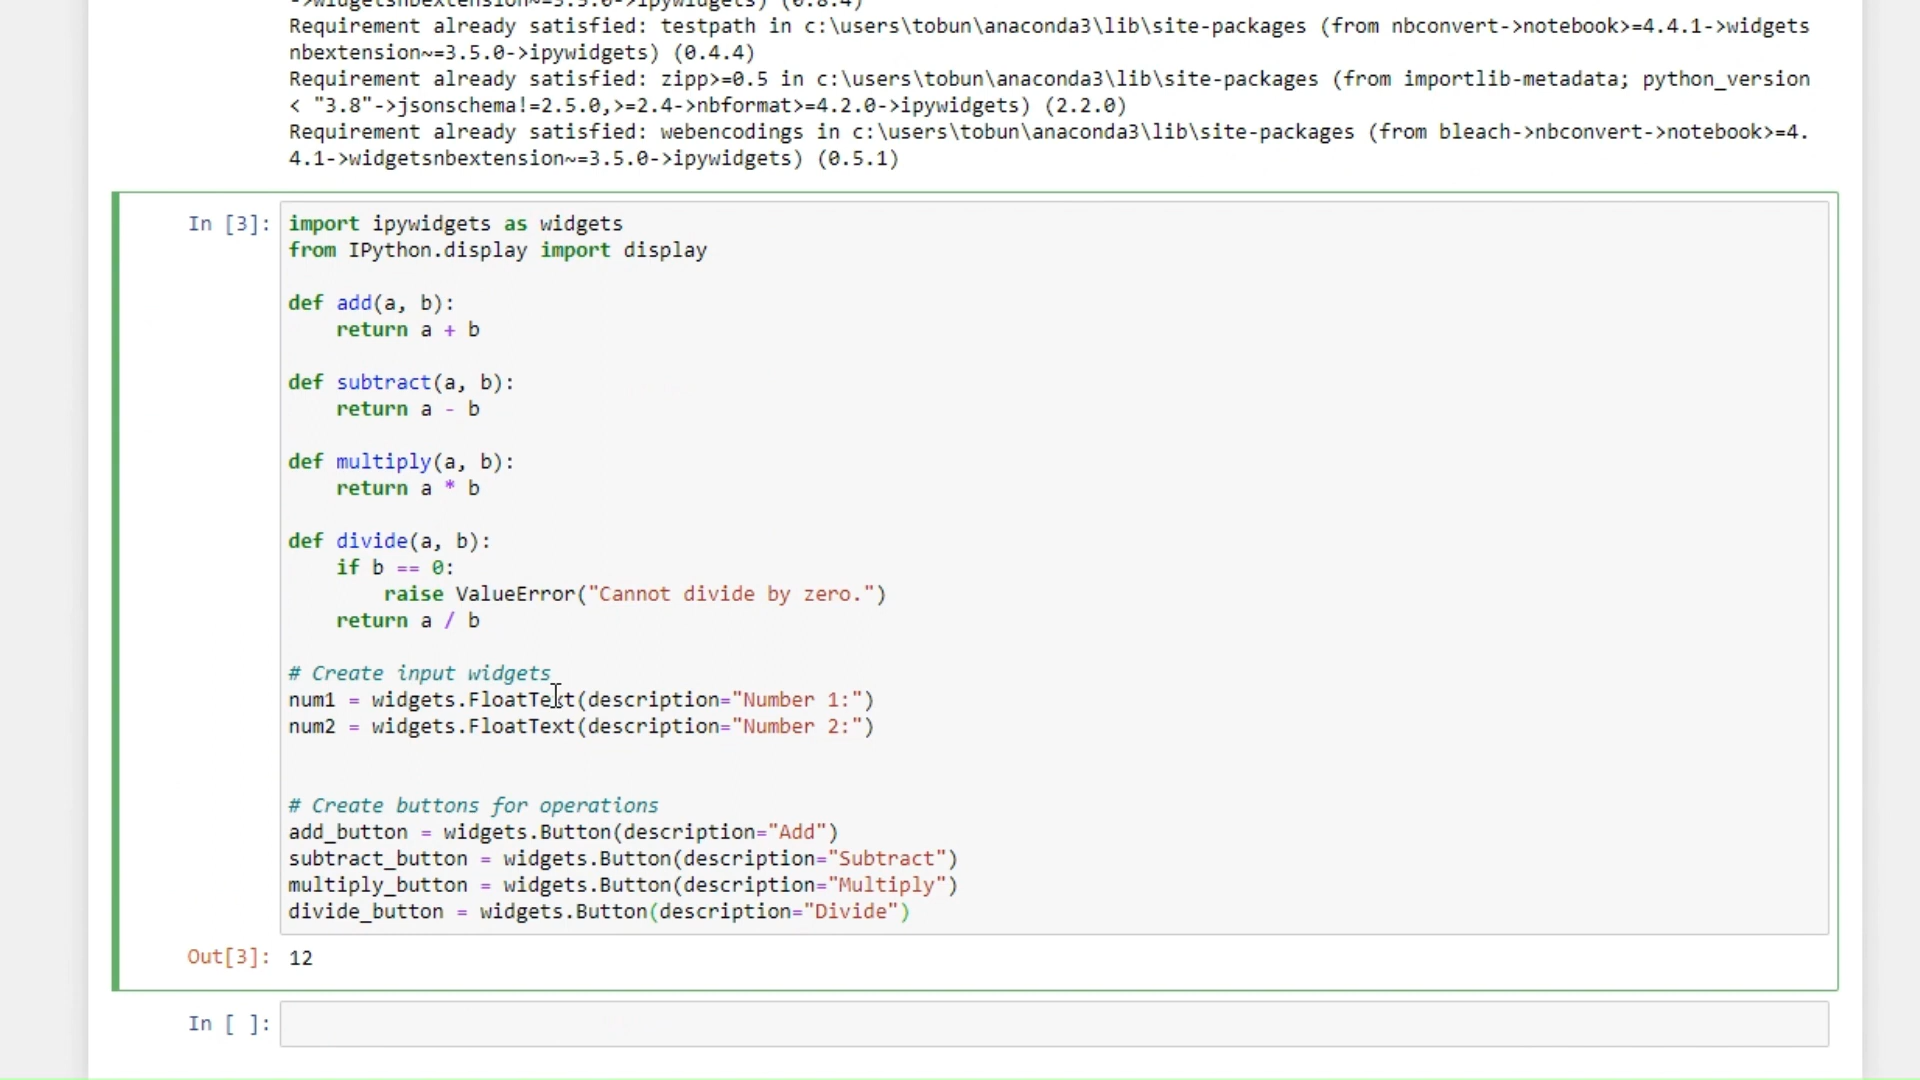 ->widgetsnbextension~=3.5.0->ipywidgets) (0.8.4)
Requirement already satisfied: testpath in c:\users\tobun\anaconda3\lib\site-packages (from nbconvert->notebook>=4.4.1->widgets
nbextension~=3.5.0->ipywidgets) (0.4.4)
Requirement already satisfied: zipp>=0.5 in c:\users\tobun\anaconda3\lib\site-packages (from importlib-metadata; python_version
< "3.8"->jsonschema!=2.5.0,>=2.4->nbformat>=4.2.0->ipywidgets) (2.2.0)
Requirement already satisfied: webencodings in c:\users\tobun\anaconda3\lib\site-packages (from bleach->nbconvert->notebook>=4.
4.1->widgetsnbextension~=3.5.0->ipywidgets) (0.5.1)
In [3]: import ipywidgets as widgets
from IPython.display import display
def add(a, b):
    return a + b
def subtract(a, b):
    return a - b
def multiply(a, b):
    return a * b
def divide(a, b):
    if b == 0:
        raise ValueError("Cannot divide by zero.")
    return a / b
# Create input widgets
num1 = widgets.FloatText(description="Number 1:")
num2 = widgets.FloatText(description="Number 2:")
# Create buttons for operations
add_button = widgets.Button(description="Add")
subtract_button = widgets.Button(description="Subtract")
multiply_button = widgets.Button(description="Multiply")
divide_button = widgets.Button(description="Divide")
Out[3]: 12
In [ ]: